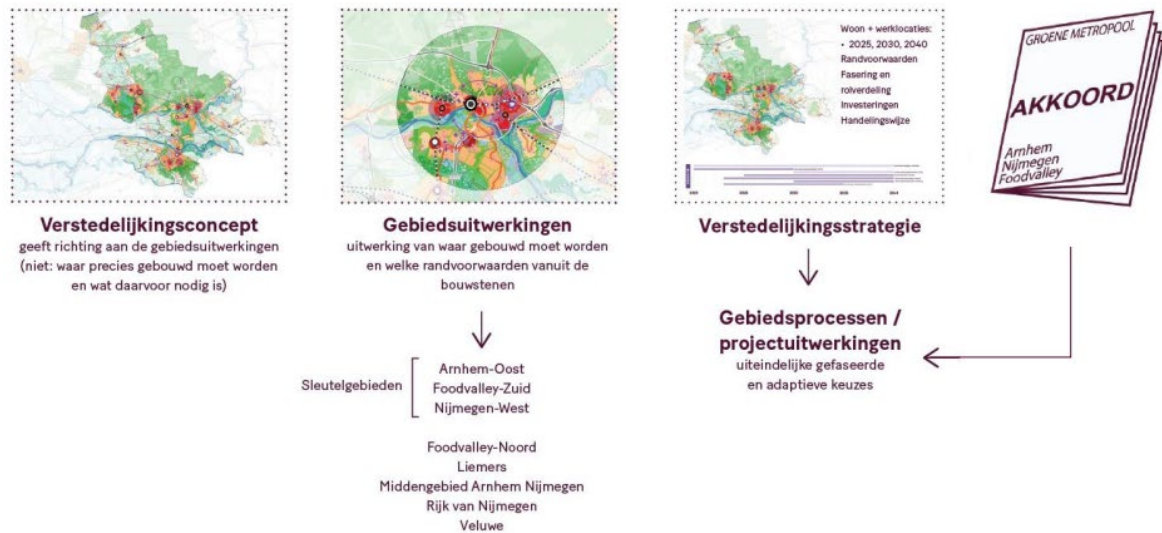 Woon + werklocaties:
• 2025, 2030, 2040
Randvoorwaarden
Fasering en
rolverdeling
Investeringen
Handelingswijze
GROENE METROPOOL
AKKOORD
Arnhem
Nijmegen
Foodvalley
Verstedelijkingsconcept
geeft richting aan de gebiedsuitwerkingen
(niet: waar precies gebouwd moet worden
en wat daarvoor nodig is)
Gebiedsuitwerkingen
uitwerking van waar gebouwd moet worden
en welke randvoorwaarden vanuit de
bouwstenen
Sleutelgebieden
Arnhem-Oost
Foodvalley-Zuid
Nijmegen-West
Foodvalley-Noord
Liemers
Middengebied Arnhem Nijmegen
Rijk van Nijmegen
Veluwe
Verstedelijkingsstrategie
Gebiedsprocessen /
projectuitwerkingen
uiteindelijke gefaseerde
en adaptieve keuzes